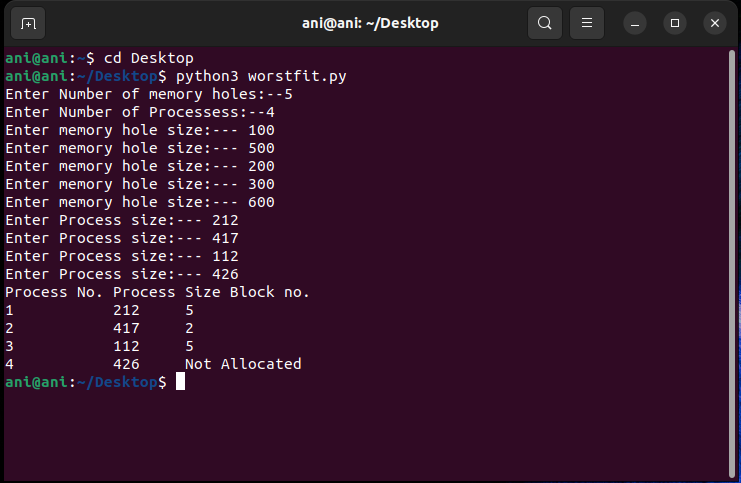 ani@ani: ~/Desktop
ani@ani:~$ cd Desktop
ani@ani:~/Desktop$ python3 worstfit.py
Enter Number of memory holes:--5
Enter Number of Processess:--4
Enter memory hole size:--- 100
Enter memory hole size:--- 500
Enter memory hole size:--- 200
Enter memory hole size:--- 300
Enter memory hole size:--- 600
Enter Process size:--- 212
Enter Process size:--- 417
Enter Process size:--- 112
Enter Process size:--- 426
Process No. Process Size Block no.
1           212     5
2           417     2
3           112     5
4           426     Not Allocated
ani@ani:~/Desktop$